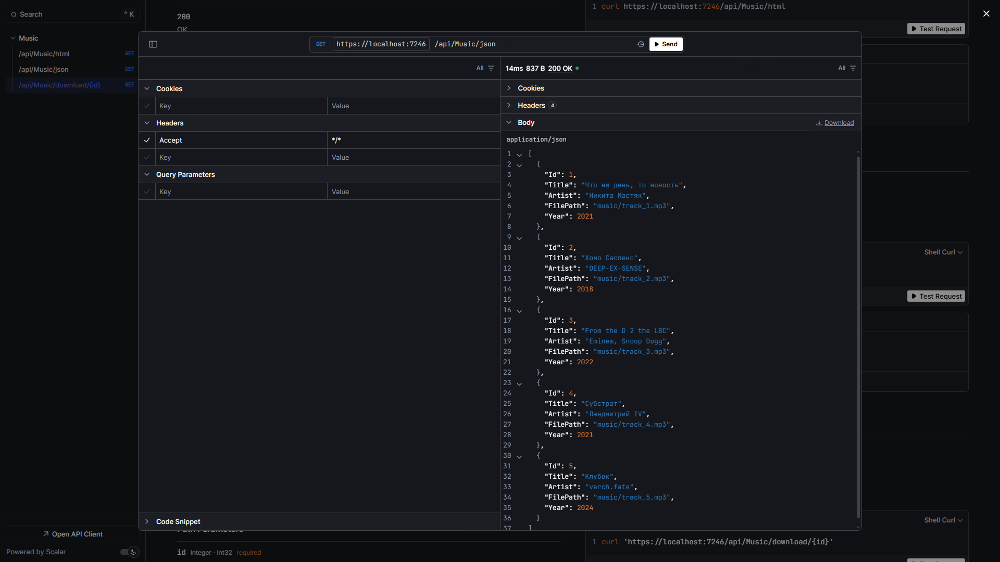 Search ^ K
Music
/api/Music/html GET
/api/Music/json GET
/api/Music/download/{id} GET
Open API Client
Powered by Scalar
200
OK
1 curl https://localhost:7246/api/Music/html
Test Request
GET https://localhost:7246 /api/Music/json Send
All
Cookies
Key Value
Headers
Accept */*
Key Value
Query Parameters
Key Value
Code Snippet
14ms 837 B 200 OK All
Cookies
Headers 4
Body Download
application/json
1 [
2 {
3 "Id": 1,
4 "Title": "Что ни день, то новость",
5 "Artist": "Никита Мастяк",
6 "FilePath": "music/track_1.mp3",
7 "Year": 2021
8 },
9 {
10 "Id": 2,
11 "Title": "Хомо Саспенс",
12 "Artist": "DEEP-EX-SENSE",
13 "FilePath": "music/track_2.mp3",
14 "Year": 2018
15 },
16 {
17 "Id": 3,
18 "Title": "From the D 2 the LBC",
19 "Artist": "Eminem, Snoop Dogg",
20 "FilePath": "music/track_3.mp3",
21 "Year": 2022
22 },
23 {
24 "Id": 4,
25 "Title": "Субстрат",
26 "Artist": "Лжедмитрий IV",
27 "FilePath": "music/track_4.mp3",
28 "Year": 2021
29 },
30 {
31 "Id": 5,
32 "Title": "Клубок",
33 "Artist": "verch.fate",
34 "FilePath": "music/track_5.mp3",
35 "Year": 2024
36 }
37 ]
Shell Curl
Test Request
Shell Curl
Path Parameters
id integer · int32 required
1 curl 'https://localhost:7246/api/Music/download/{id}'